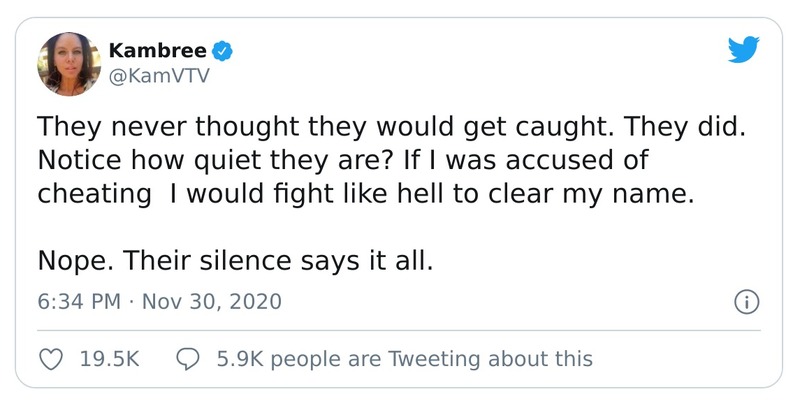 Kambree
@KamVTV
They never thought they would get caught. They did.
Notice how quiet they are? If I was accused of
cheating  I would fight like hell to clear my name.
Nope. Their silence says it all.
6:34 PM · Nov 30, 2020
19.5K 5.9K people are Tweeting about this